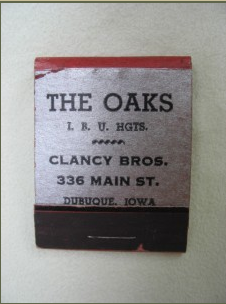 THE OAKS
I. B. U. HGTS.
CLANCY BROS.
336 MAIN ST.
DUBUQUE, IOWA